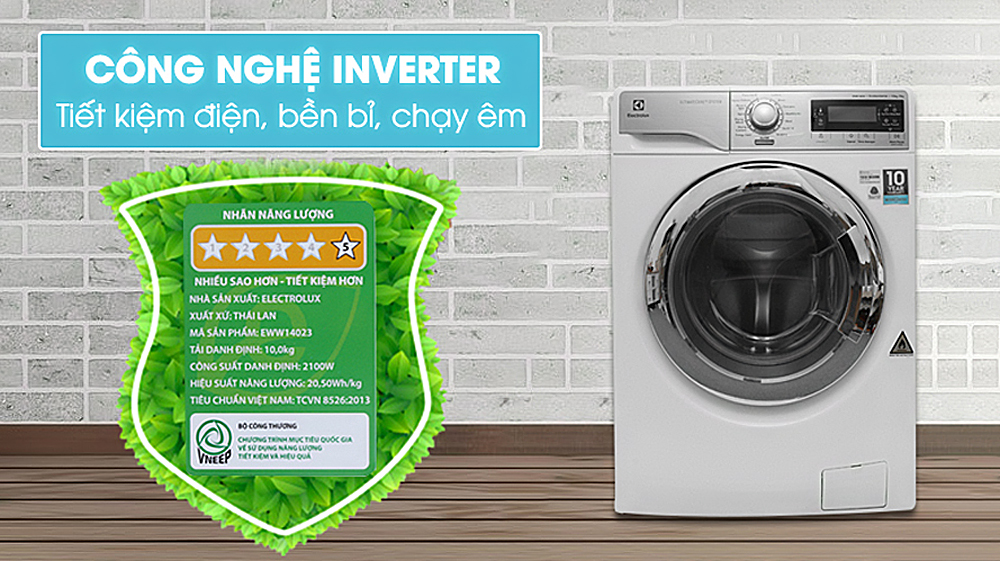 CÔNG NGHỆ INVERTER
Tiết kiệm điện, bền bỉ, chạy êm
NHÃN NĂNG LƯỢNG
1 2 3 4 5
NHIỀU SAO HƠN - TIẾT KIỆM HƠN
NHÀ SẢN XUẤT: ELECTROLUX
XUẤT XỨ: THÁI LAN
MÃ SẢN PHẨM: EWW14023
TẢI DANH ĐỊNH: 10,0kg
CÔNG SUẤT DANH ĐỊNH: 2100W
HIỆU SUẤT NĂNG LƯỢNG: 20,50Wh/kg
TIÊU CHUẨN VIỆT NAM: TCVN 8526:2013
BỘ CÔNG THƯƠNG
CHƯƠNG TRÌNH MỤC TIÊU QUỐC GIA
VỀ SỬ DỤNG NĂNG LƯỢNG
TIẾT KIỆM VÀ HIỆU QUẢ
VNEEP
Electrolux
10
YEAR